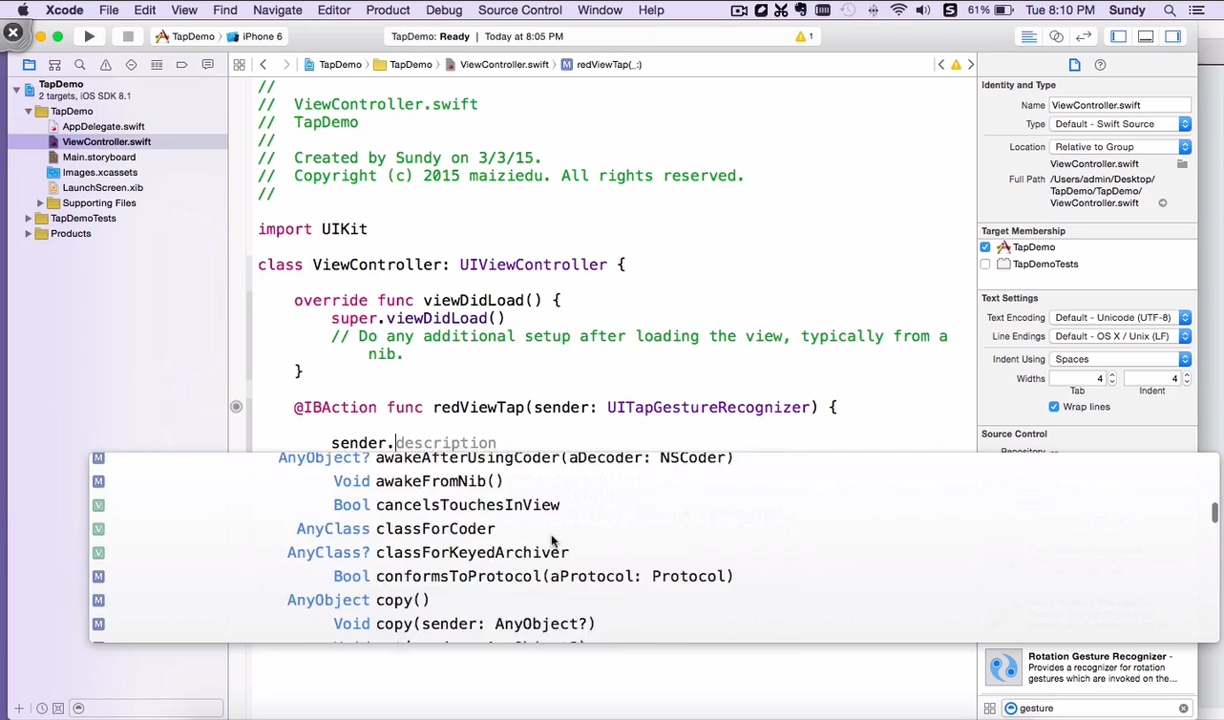 Xcode File Edit View Find Navigate Editor Product Debug Source Control Window Help 61% Tue 8:10 PM Sundy
TapDemo iPhone 6 TapDemo: Ready Today at 8:05 PM 1
TapDemo TapDemo ViewController.swift redViewTap(_:)
TapDemo
2 targets, iOS SDK 8.1
TapDemo
AppDelegate.swift
ViewController.swift
Main.storyboard
Images.xcassets
LaunchScreen.xib
Supporting Files
TapDemoTests
Products
//
// ViewController.swift
// TapDemo
//
// Created by Sundy on 3/3/15.
// Copyright (c) 2015 maiziedu. All rights reserved.
//
import UIKit
class ViewController: UIViewController {
override func viewDidLoad() {
super.viewDidLoad()
// Do any additional setup after loading the view, typically from a
nib.
}
@IBAction func redViewTap(sender: UITapGestureRecognizer) {
sender.description
AnyObject? awakeAfterUsingCoder(aDecoder: NSCoder)
Void awakeFromNib()
Bool cancelsTouchesInView
AnyClass classForCoder
AnyClass? classForKeyedArchiver
Bool conformsToProtocol(aProtocol: Protocol)
AnyObject copy()
Void copy(sender: AnyObject?)
Identity and Type
Name ViewController.swift
Type Default - Swift Source
Location Relative to Group
ViewController.swift
Full Path /Users/admin/Desktop/
TapDemo/TapDemo/
ViewController.swift
Target Membership
TapDemo
TapDemoTests
Text Settings
Text Encoding Default - Unicode (UTF-8)
Line Endings Default - OS X / Unix (LF)
Indent Using Spaces
Widths 4 4
Tab Indent
Wrap lines
Source Control
Rotation Gesture Recognizer -
Provides a recognizer for rotation
gestures which are invoked on the...
gesture